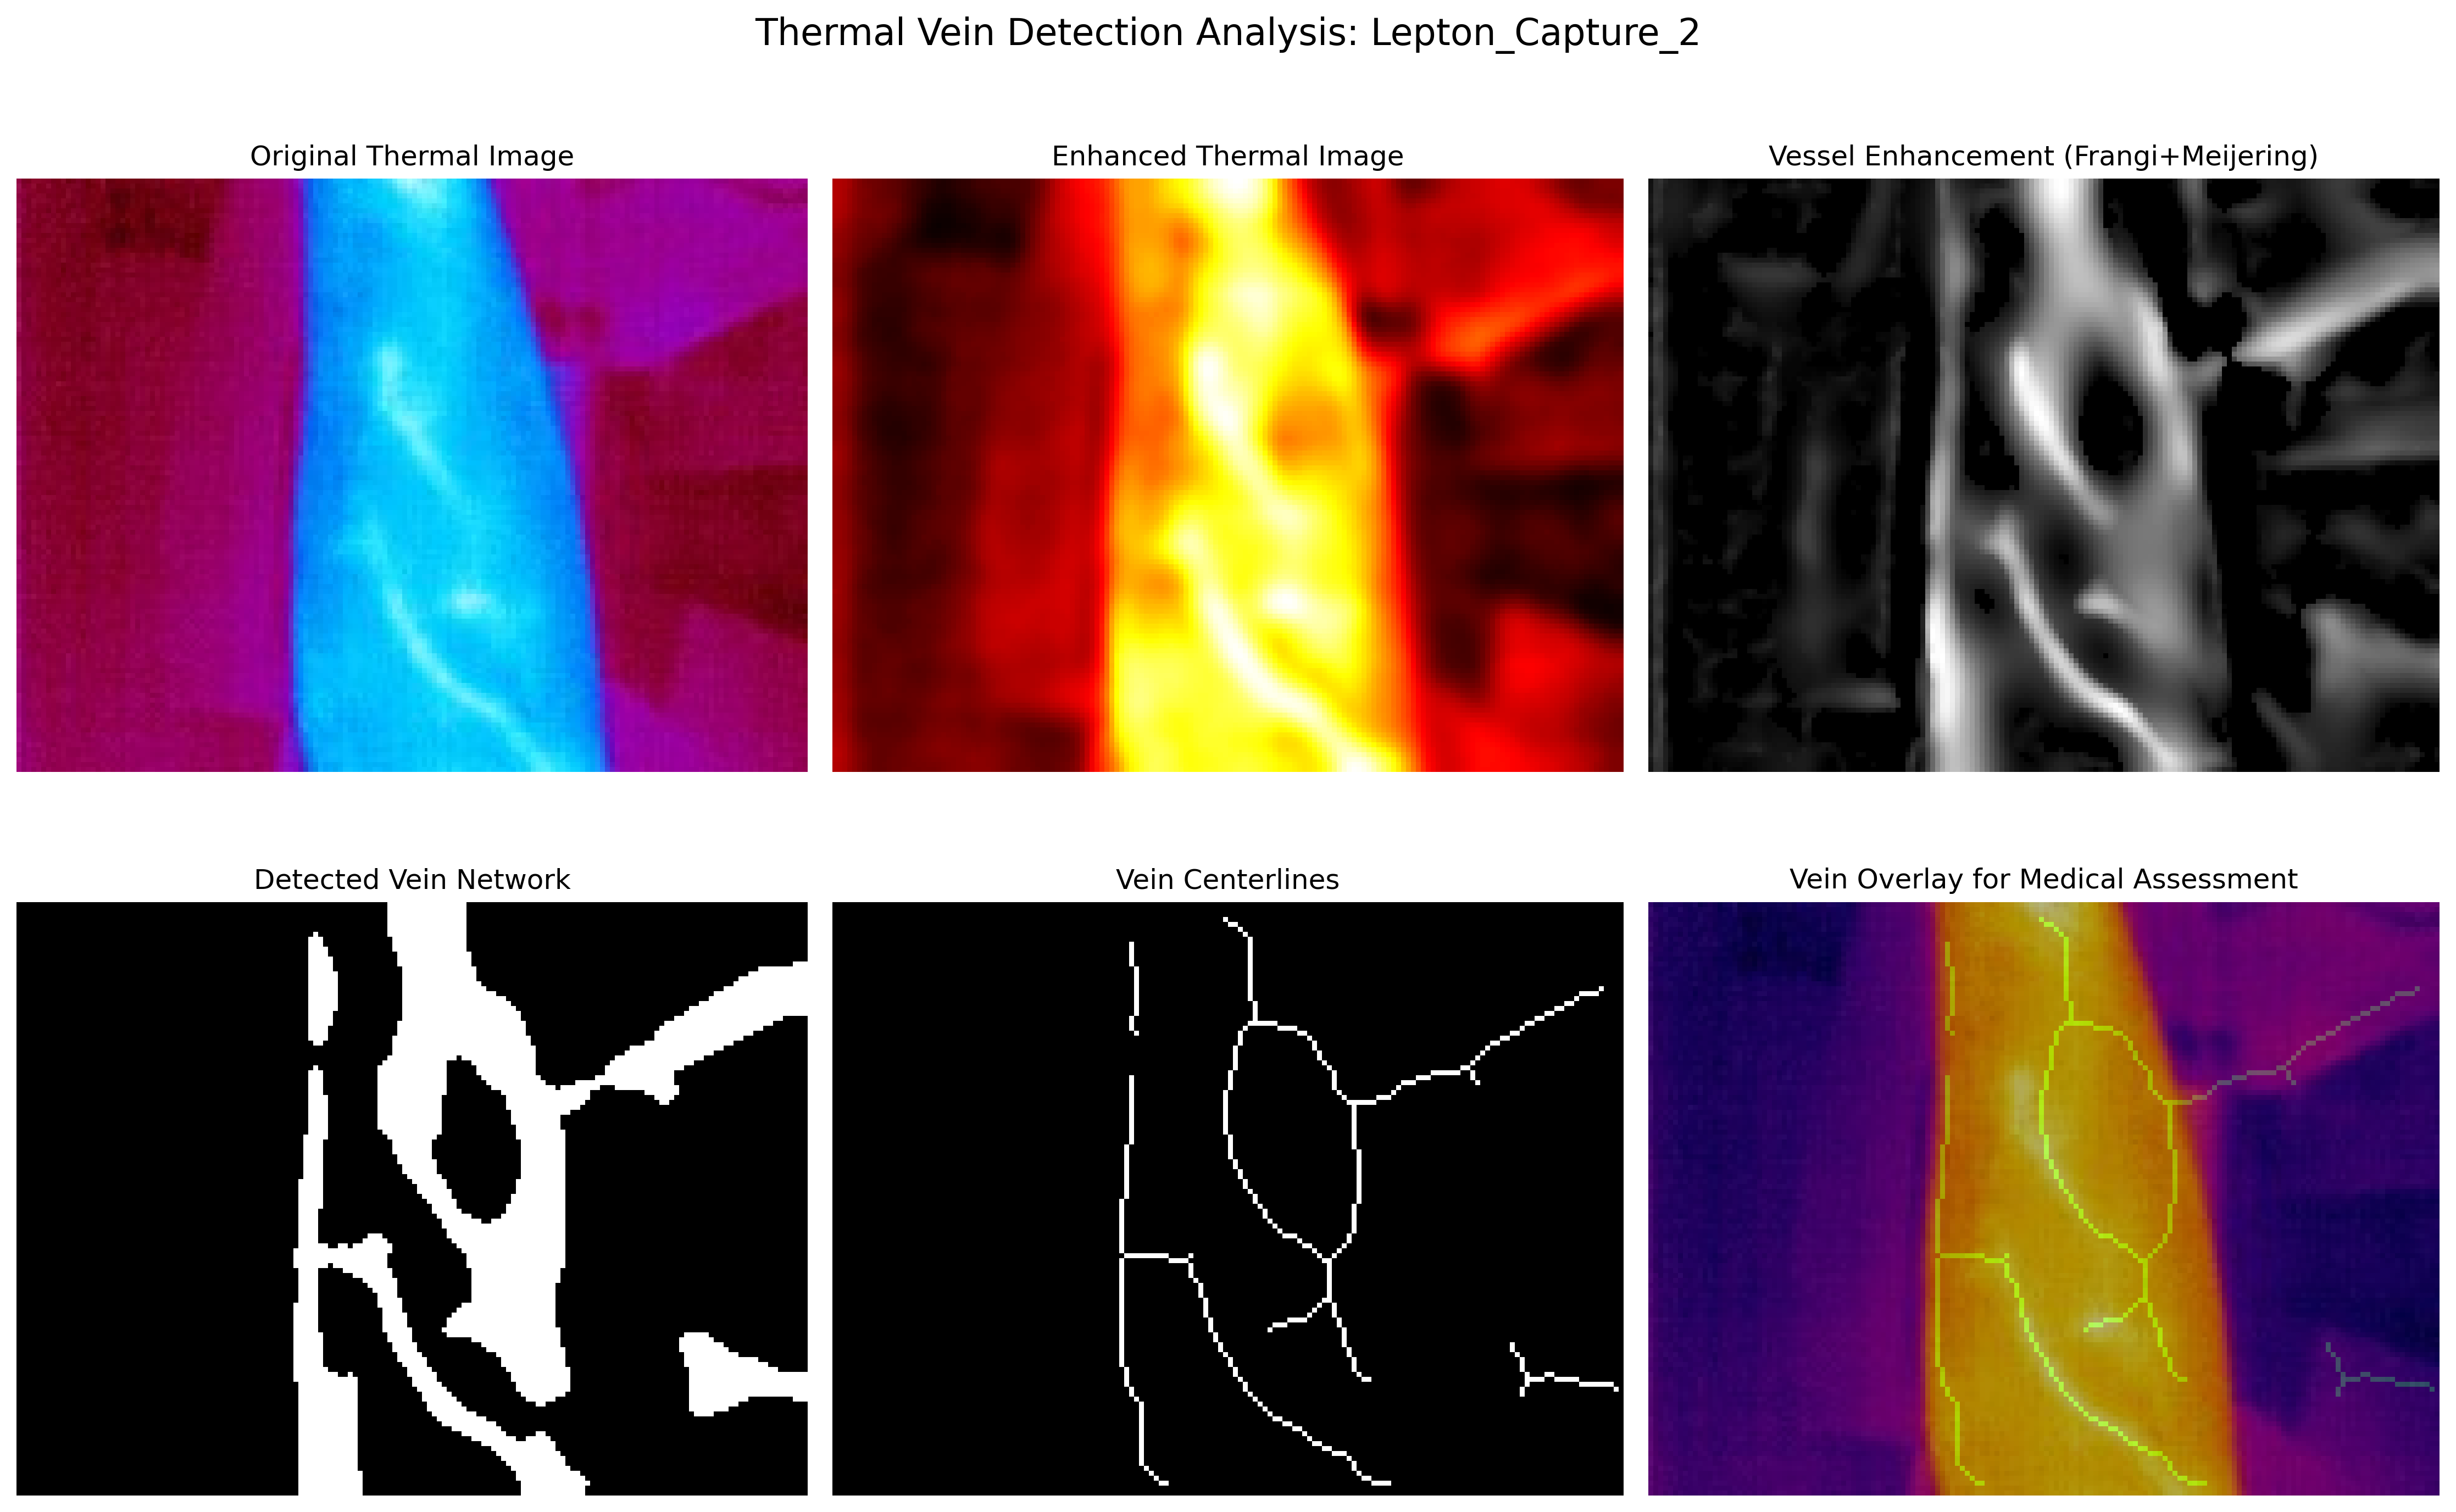 Thermal Vein Detection Analysis: Lepton_Capture_2
Original Thermal Image
Enhanced Thermal Image
Vessel Enhancement (Frangi+Meijering)
Detected Vein Network
Vein Centerlines
Vein Overlay for Medical Assessment